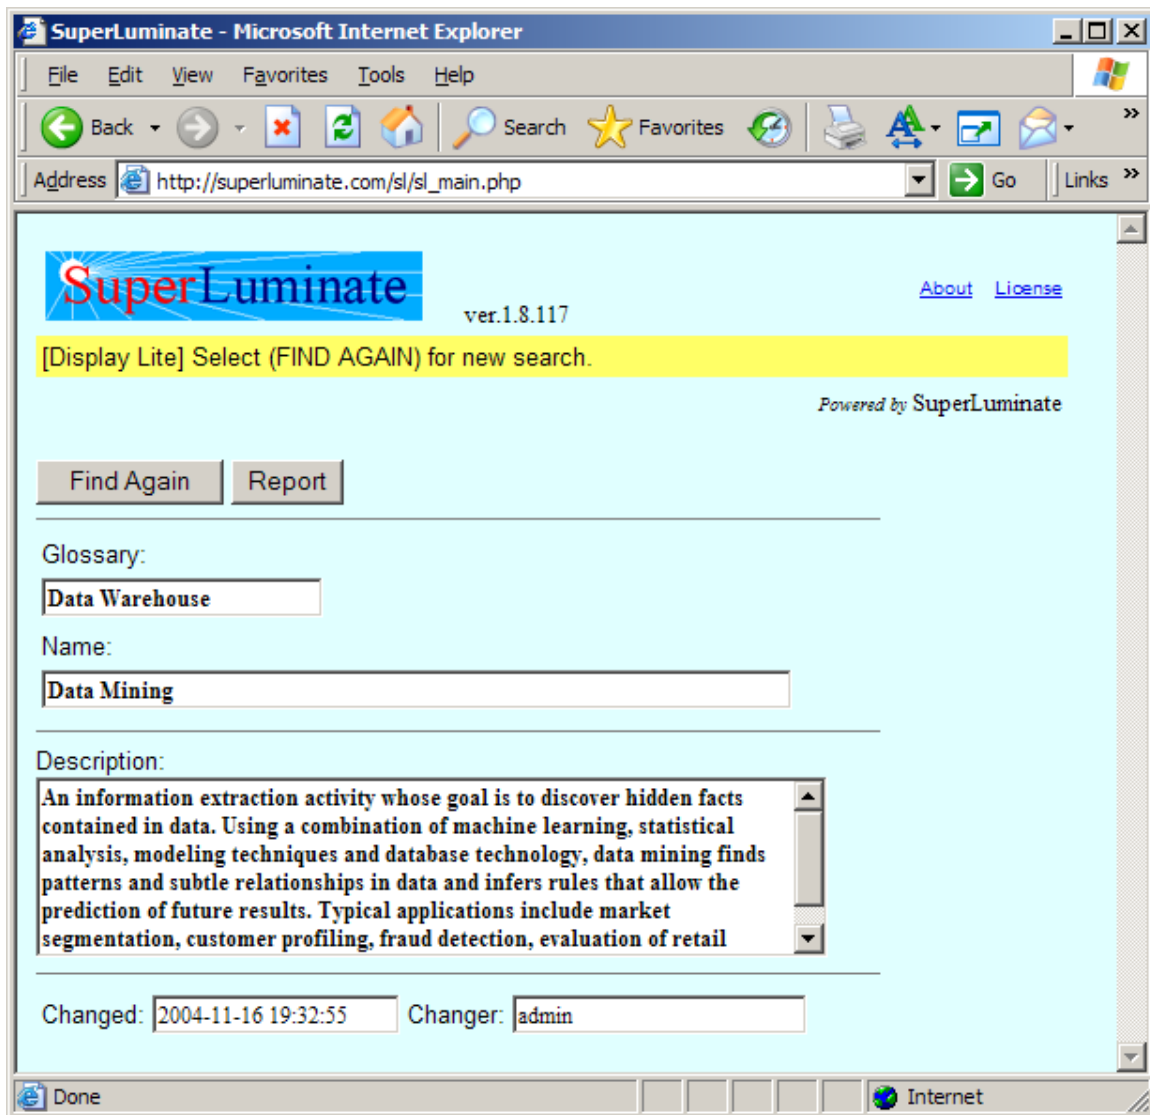 SuperLuminate - Microsoft Internet Explorer
File Edit View Favorites Tools Help
Back Search Favorites »
Address http://superluminate.com/sl/sl_main.php Go Links »
SuperLuminate ver.1.8.117 About License
[Display Lite] Select (FIND AGAIN) for new search.
Powered by SuperLuminate
Find Again Report
Glossary:
Data Warehouse
Name:
Data Mining
Description:
An information extraction activity whose goal is to discover hidden facts
contained in data. Using a combination of machine learning, statistical
analysis, modeling techniques and database technology, data mining finds
patterns and subtle relationships in data and infers rules that allow the
prediction of future results. Typical applications include market
segmentation, customer profiling, fraud detection, evaluation of retail
Changed: 2004-11-16 19:32:55 Changer: admin
Done Internet